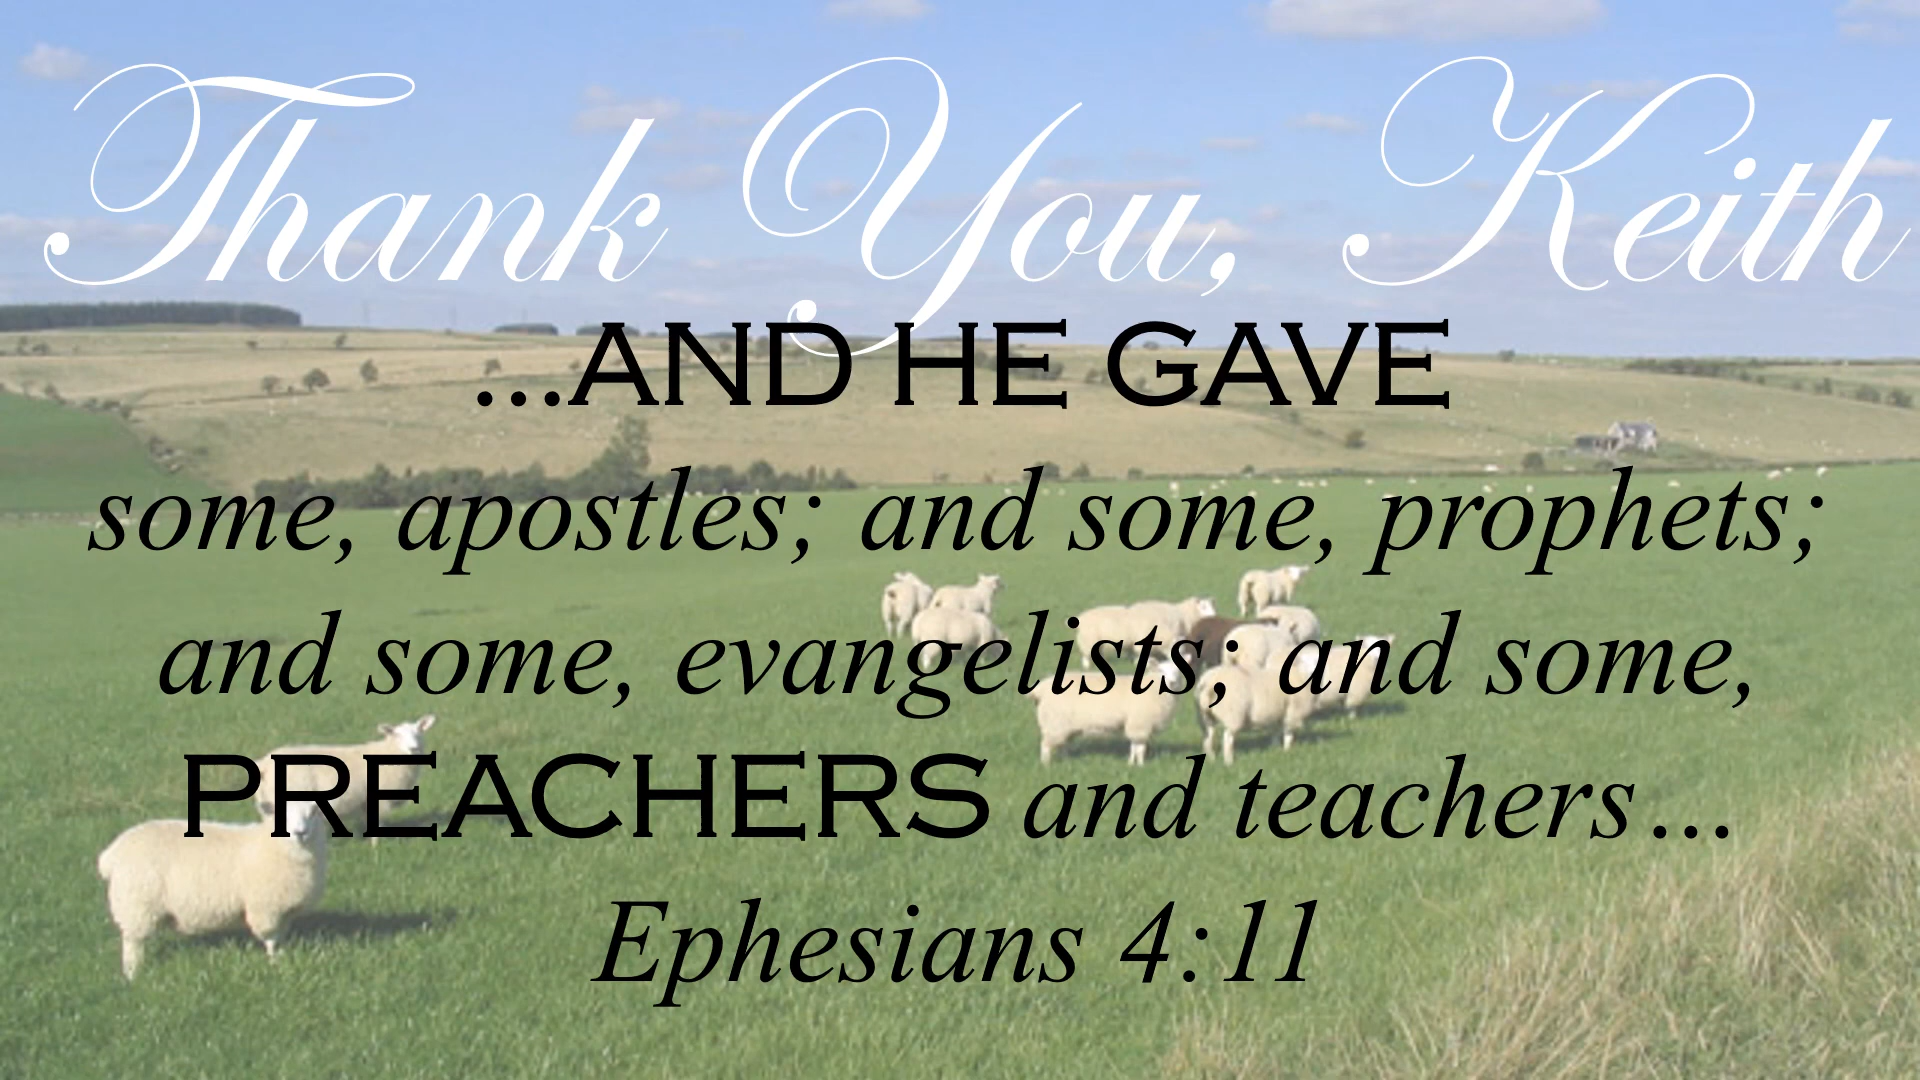 Thank You, Keith
...AND HE GAVE
some, apostles; and some, prophets;
and some, evangelists; and some,
PREACHERS and teachers...
Ephesians 4:11